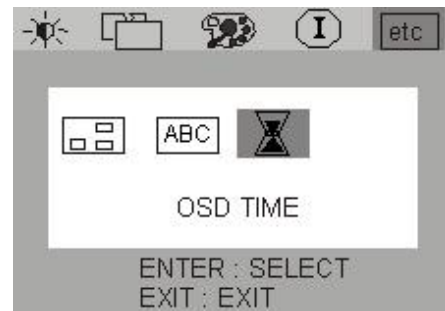 I etc
ABC
OSD TIME
ENTER : SELECT
EXIT : EXIT